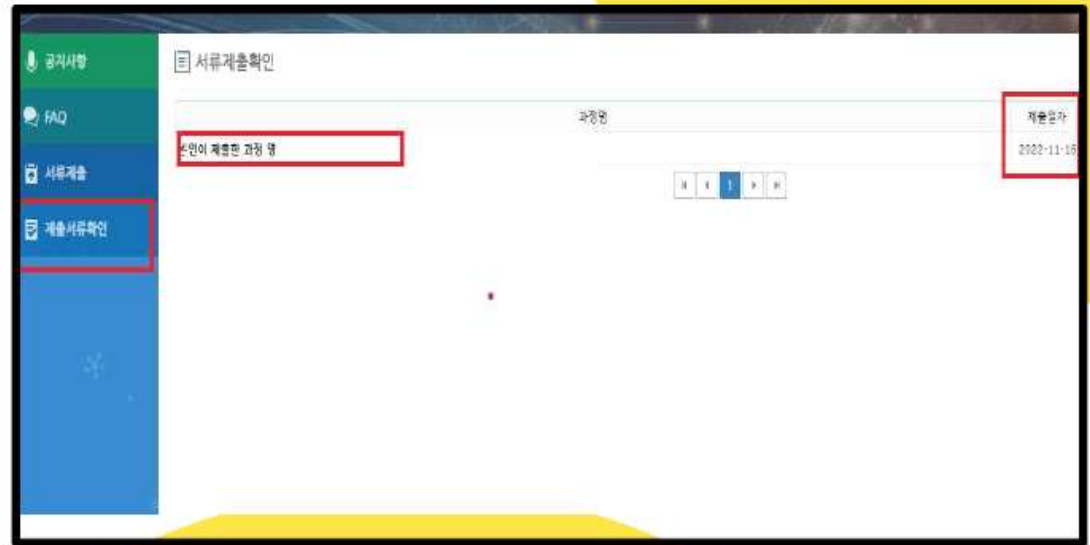 공지사항
FAQ
서류제출
제출서류확인
서류제출확인
과정명
제출일자
본인이 제출한 과정 명
2022-11-16
1